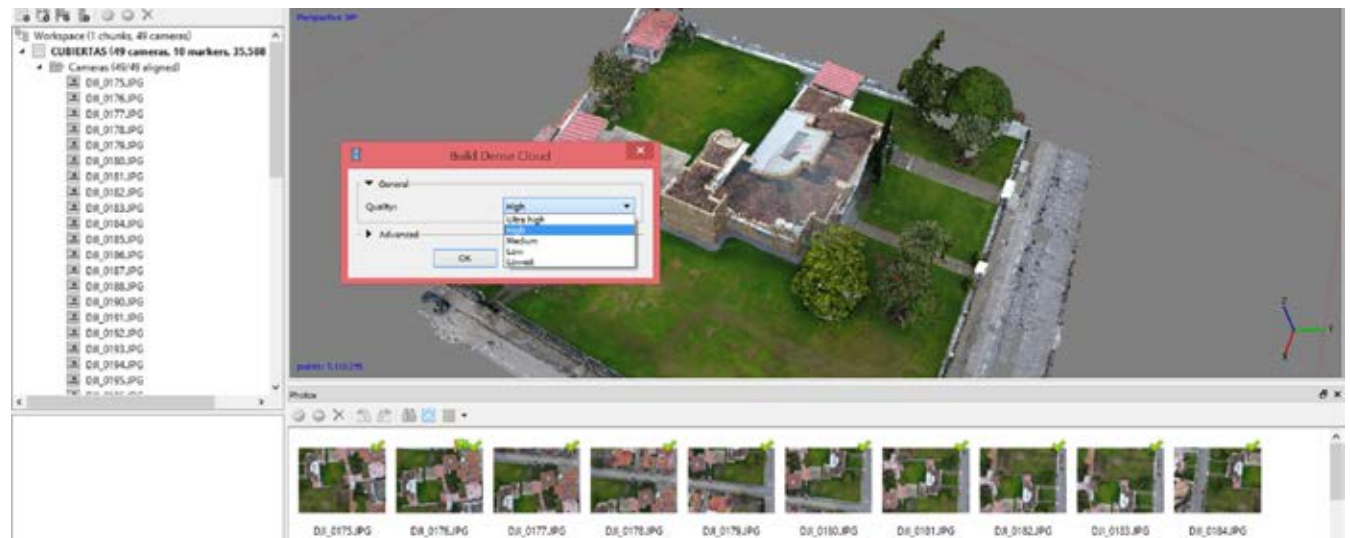 Perspective 30°
Workspace (1 chunks, 49 cameras)
CUBIERTAS (49 cameras, 10 markers, 35,508
Cameras (49/49 aligned)
DJI_0175.JPG
DJI_0176.JPG
DJI_0177.JPG
DJI_0178.JPG
DJI_0179.JPG
DJI_0180.JPG
DJI_0181.JPG
DJI_0182.JPG
DJI_0183.JPG
DJI_0184.JPG
DJI_0185.JPG
DJI_0186.JPG
DJI_0187.JPG
DJI_0188.JPG
DJI_0190.JPG
DJI_0191.JPG
DJI_0192.JPG
DJI_0193.JPG
DJI_0194.JPG
DJI_0195.JPG
Build Dense Cloud
General
Quality:
High
Ultra high
High
Medium
Low
Lowest
Advanced
OK
points:
Z
Y
X
Photos
DJI_0175.JPG
DJI_0176.JPG
DJI_0177.JPG
DJI_0178.JPG
DJI_0179.JPG
DJI_0180.JPG
DJI_0181.JPG
DJI_0182.JPG
DJI_0183.JPG
DJI_0184.JPG